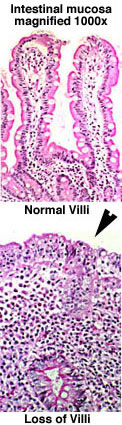 Intestinal mucosa
magnified 1000x
Normal Villi
Loss of Villi